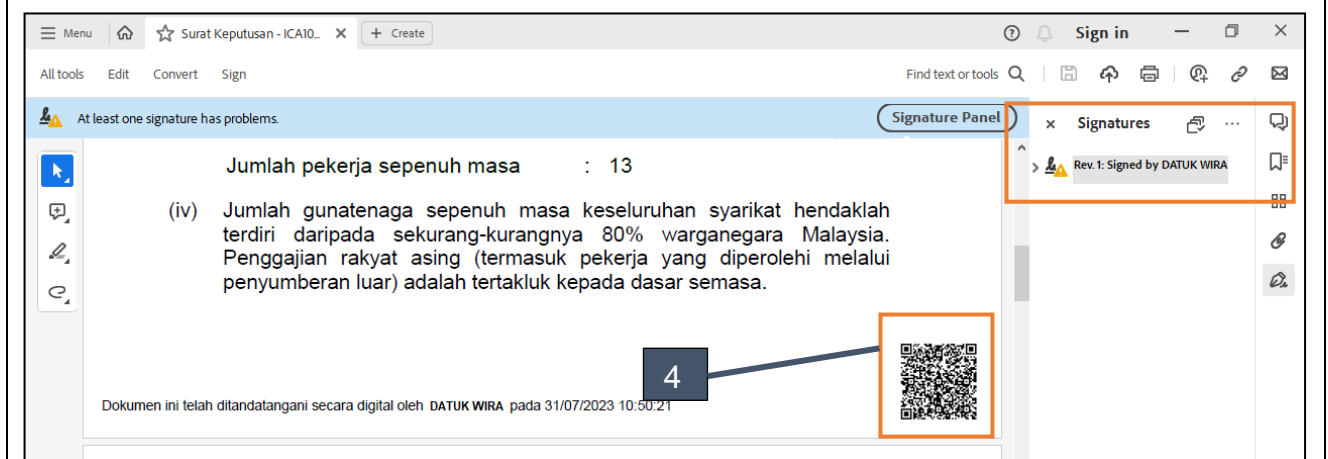 Menu
Surat Keputusan - ICA10...
+ Create
Sign in
All tools Edit Convert Sign
Find text or tools
At least one signature has problems.
Signature Panel
Signatures
Rev. 1: Signed by DATUK WIRA
Jumlah pekerja sepenuh masa : 13
(iv) Jumlah gunatenaga sepenuh masa keseluruhan syarikat hendaklah
terdiri daripada sekurang-kurangnya 80% warganegara Malaysia.
Penggajian rakyat asing (termasuk pekerja yang diperolehi melalui
penyumberan luar) adalah tertakluk kepada dasar semasa.
4
Dokumen ini telah ditandatangani secara digital oleh DATUK WIRA pada 31/07/2023 10:50:21